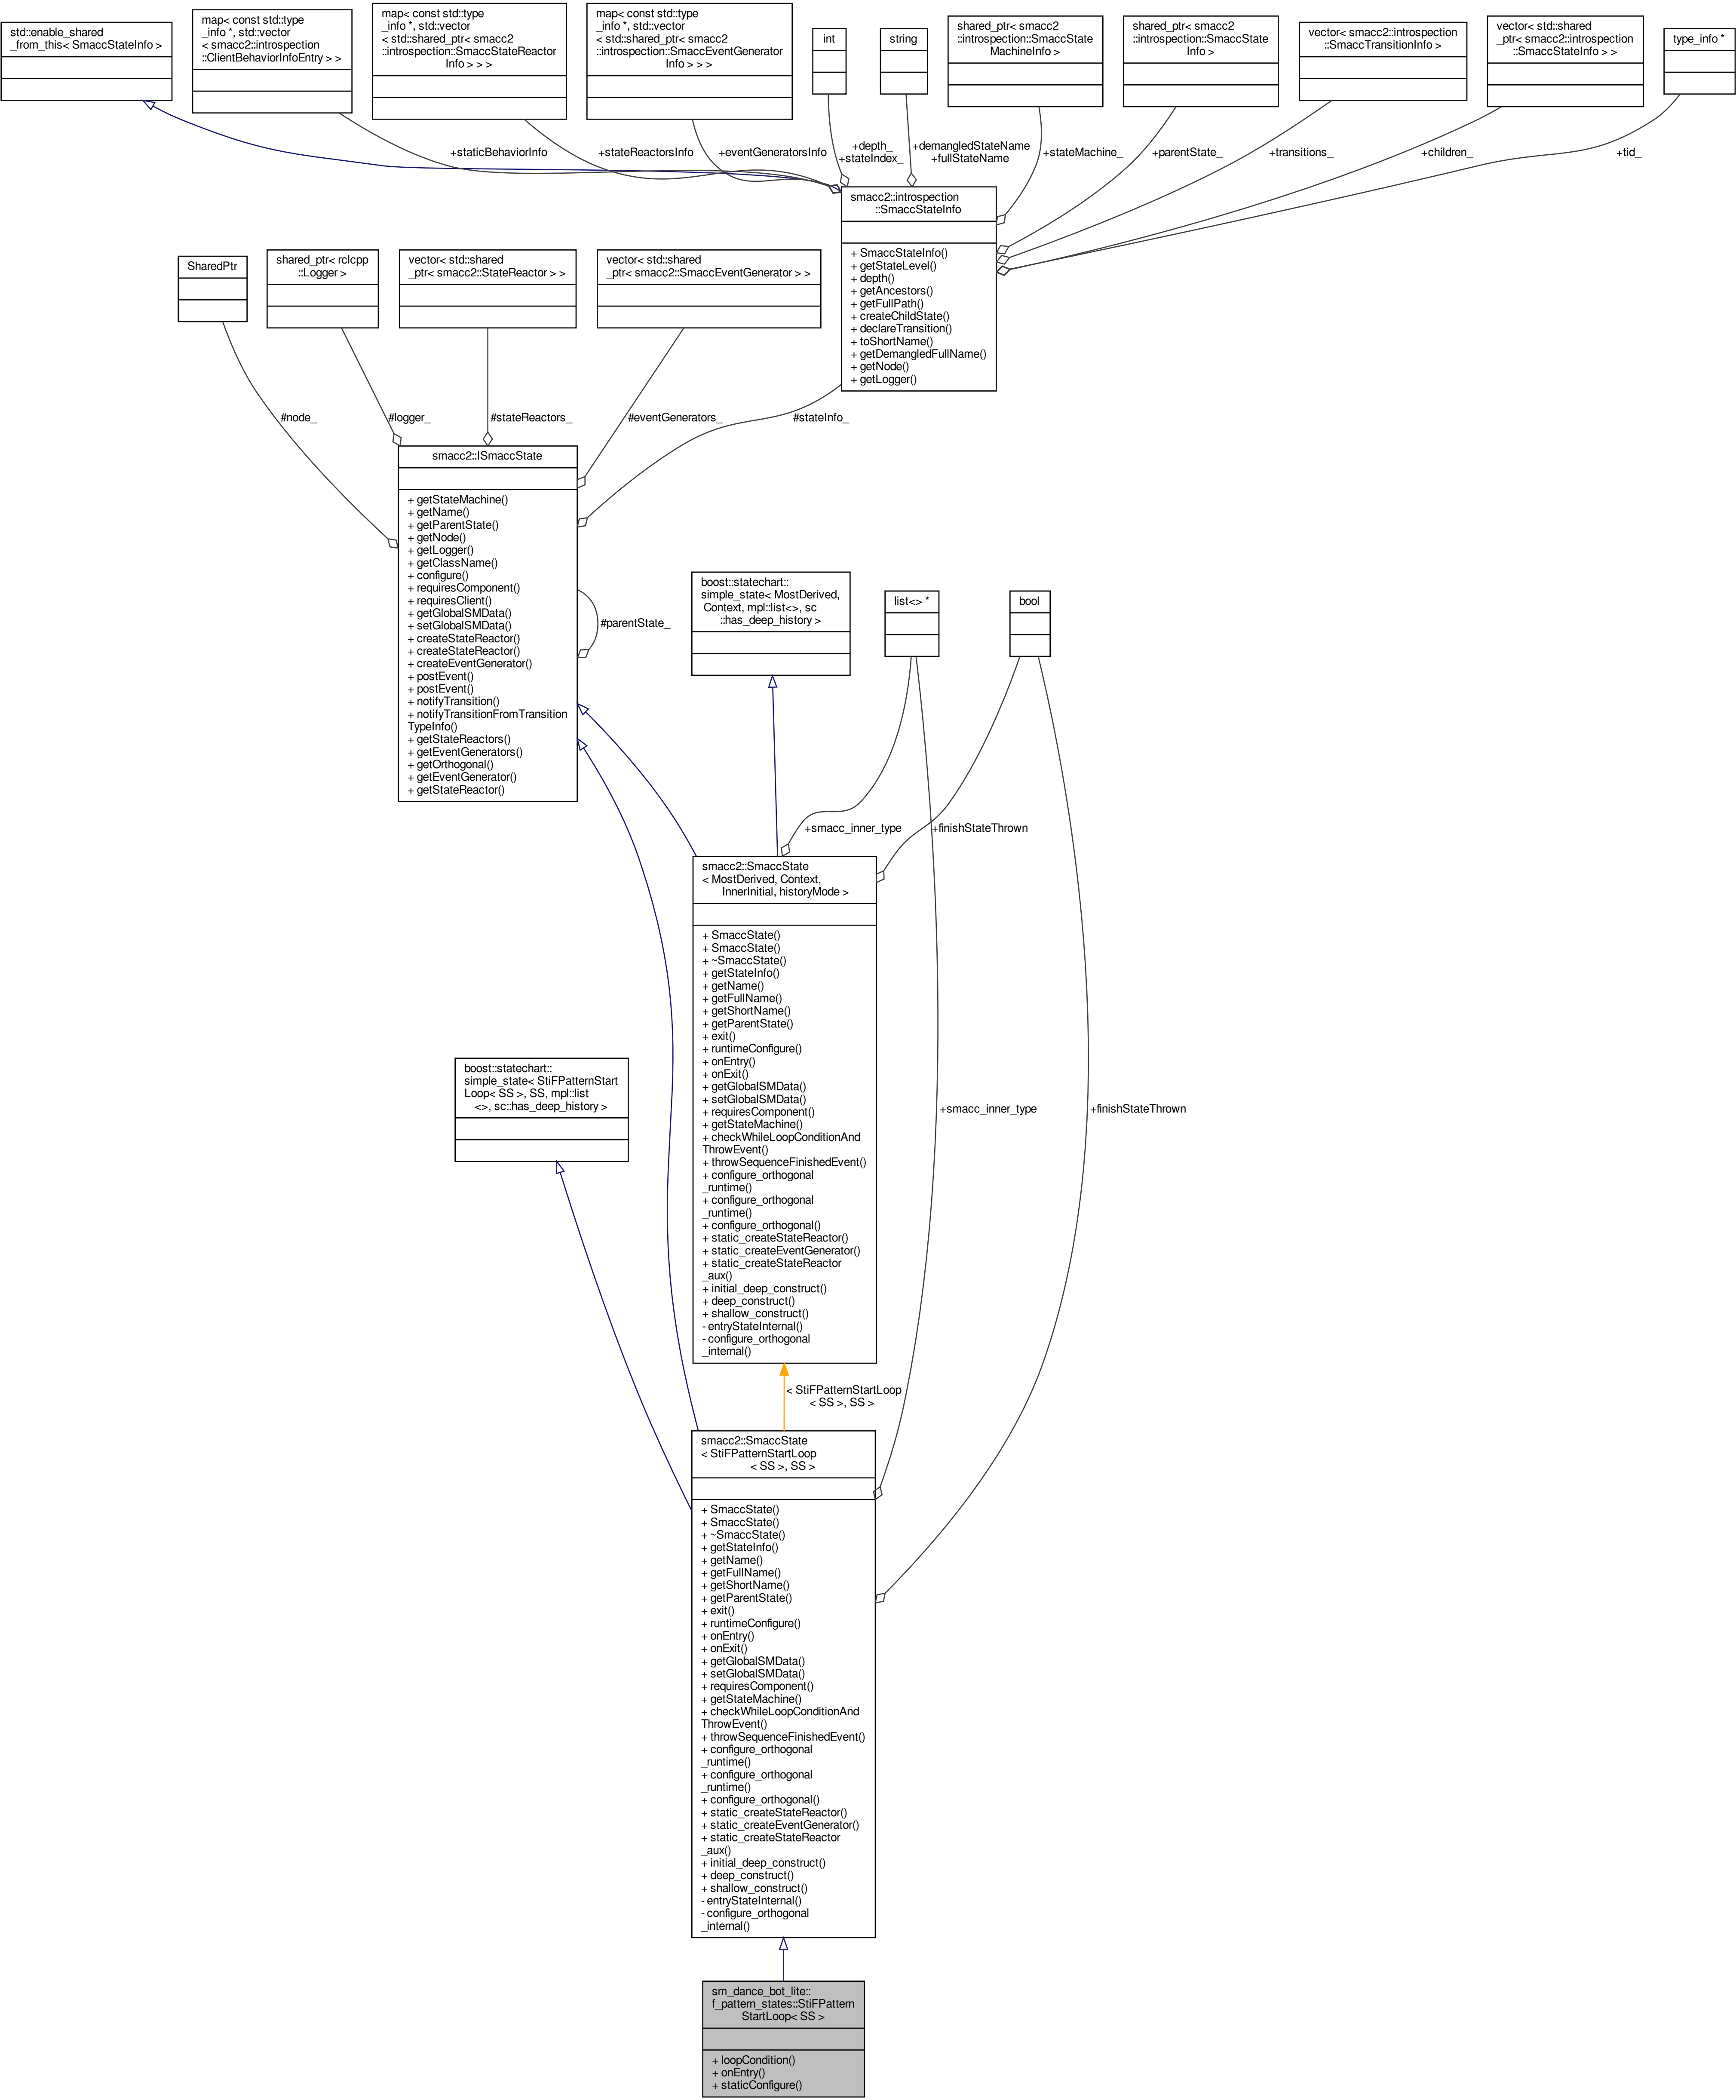 std::enable_shared
_from_this< SmaccStateInfo >
map< const std::type
_info *, std::vector
< smacc2::introspection
::ClientBehaviorInfoEntry > >
map< const std::type
_info *, std::vector
< std::shared_ptr< smacc2
::introspection::SmaccStateReactor
Info > > >
map< const std::type
_info *, std::vector
< std::shared_ptr< smacc2
::introspection::SmaccEventGenerator
Info > > >
int
string
shared_ptr< smacc2
::introspection::SmaccState
MachineInfo >
shared_ptr< smacc2
::introspection::SmaccState
Info >
vector< smacc2::introspection
::SmaccTransitionInfo >
vector< std::shared
_ptr< smacc2::introspection
::SmaccStateInfo > >
type_info *
+staticBehaviorInfo
+stateReactorsInfo
+eventGeneratorsInfo
+depth_
+stateIndex_
+demangledStateName
+fullStateName
+stateMachine_
+parentState_
+transitions_
+children_
+tid_
smacc2::introspection
::SmaccStateInfo
+ SmaccStateInfo()
+ getStateLevel()
+ depth()
+ getAncestors()
+ getFullPath()
+ createChildState()
+ declareTransition()
+ toShortName()
+ getDemangledFullName()
+ getNode()
+ getLogger()
SharedPtr
shared_ptr< rclcpp
::Logger >
vector< std::shared
_ptr< smacc2::StateReactor > >
vector< std::shared
_ptr< smacc2::SmaccEventGenerator > >
#node_
#logger_
#stateReactors_
#eventGenerators_
#stateInfo_
smacc2::ISmaccState
+ getStateMachine()
+ getName()
+ getParentState()
+ getNode()
+ getLogger()
+ getClassName()
+ configure()
+ requiresComponent()
+ requiresClient()
+ getGlobalSMData()
+ setGlobalSMData()
+ createStateReactor()
+ createStateReactor()
+ createEventGenerator()
+ postEvent()
+ postEvent()
+ notifyTransition()
+ notifyTransitionFromTransition
TypeInfo()
+ getStateReactors()
+ getEventGenerators()
+ getOrthogonal()
+ getEventGenerator()
+ getStateReactor()
#parentState_
boost::statechart::
simple_state< MostDerived,
Context, mpl::list<>, sc
::has_deep_history >
list<> *
bool
+smacc_inner_type
+finishStateThrown
smacc2::SmaccState
< MostDerived, Context,
InnerInitial, historyMode >
+ SmaccState()
+ SmaccState()
+ ~SmaccState()
+ getStateInfo()
+ getName()
+ getFullName()
+ getShortName()
+ getParentState()
+ exit()
+ runtimeConfigure()
+ onEntry()
+ onExit()
+ getGlobalSMData()
+ setGlobalSMData()
+ requiresComponent()
+ getStateMachine()
+ checkWhileLoopConditionAnd
ThrowEvent()
+ throwSequenceFinishedEvent()
+ configure_orthogonal
_runtime()
+ configure_orthogonal
_runtime()
+ configure_orthogonal()
+ static_createStateReactor()
+ static_createEventGenerator()
+ static_createStateReactor
_aux()
+ initial_deep_construct()
+ deep_construct()
+ shallow_construct()
- entryStateInternal()
- configure_orthogonal
_internal()
boost::statechart::
simple_state< StiFPatternStart
Loop< SS >, SS, mpl::list
<>, sc::has_deep_history >
+smacc_inner_type
+finishStateThrown
< StiFPatternStartLoop
< SS >, SS >
smacc2::SmaccState
< StiFPatternStartLoop
< SS >, SS >
+ SmaccState()
+ SmaccState()
+ ~SmaccState()
+ getStateInfo()
+ getName()
+ getFullName()
+ getShortName()
+ getParentState()
+ exit()
+ runtimeConfigure()
+ onEntry()
+ onExit()
+ getGlobalSMData()
+ setGlobalSMData()
+ requiresComponent()
+ getStateMachine()
+ checkWhileLoopConditionAnd
ThrowEvent()
+ throwSequenceFinishedEvent()
+ configure_orthogonal
_runtime()
+ configure_orthogonal
_runtime()
+ configure_orthogonal()
+ static_createStateReactor()
+ static_createEventGenerator()
+ static_createStateReactor
_aux()
+ initial_deep_construct()
+ deep_construct()
+ shallow_construct()
- entryStateInternal()
- configure_orthogonal
_internal()
sm_dance_bot_lite::
f_pattern_states::StiFPattern
StartLoop< SS >
+ loopCondition()
+ onEntry()
+ staticConfigure()